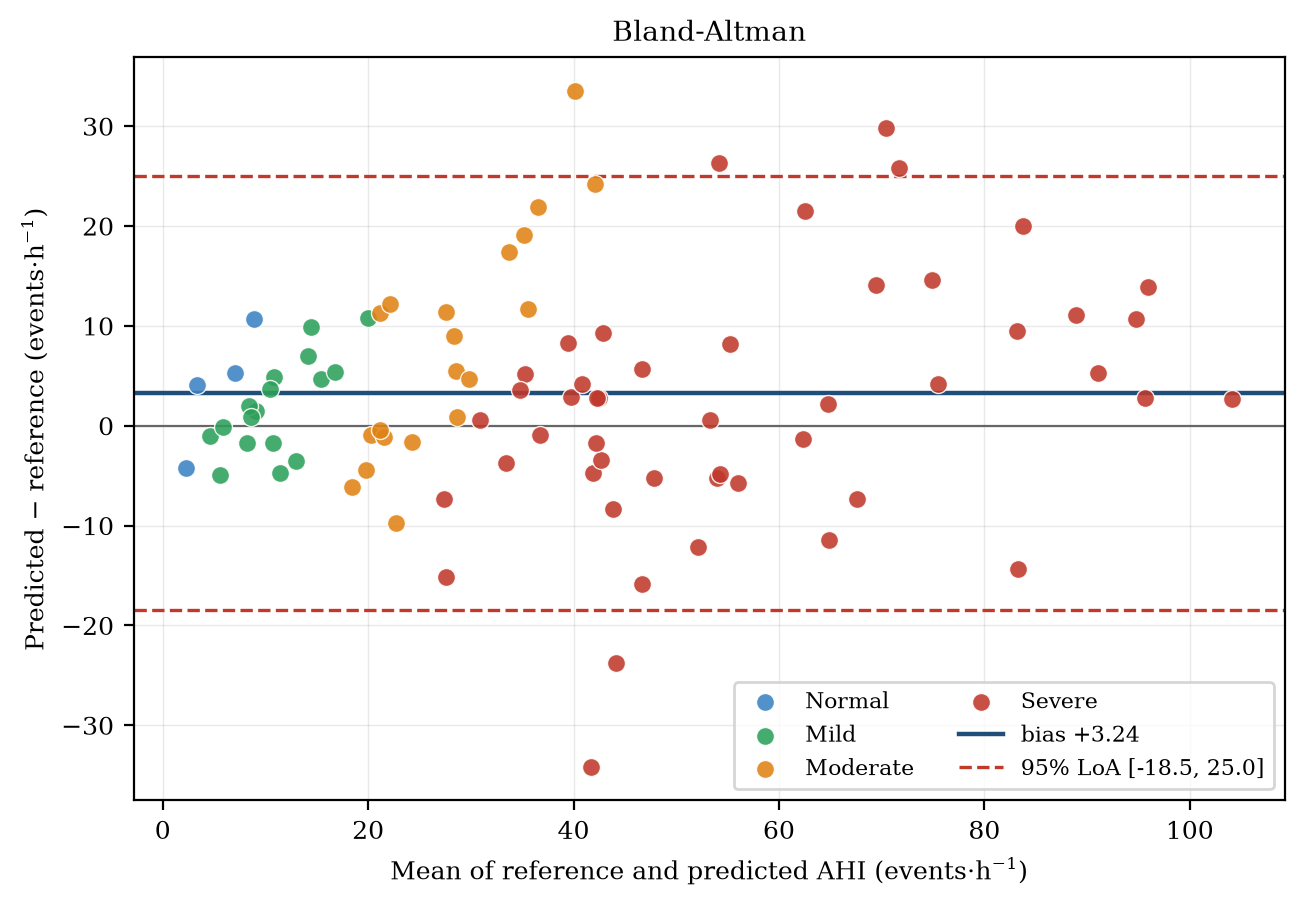 Bland-Altman
Predicted − reference (events·h⁻¹)
30
20
10
0
−10
−20
−30
0 20 40 60 80 100
Mean of reference and predicted AHI (events·h⁻¹)
Normal
Mild
Moderate
Severe
bias +3.24
95% LoA [-18.5, 25.0]